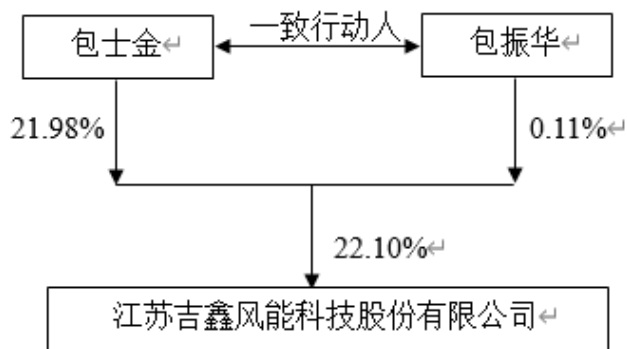 包士金
一致行动人
包振华
21.98%
0.11%
22.10%
江苏吉鑫风能科技股份有限公司